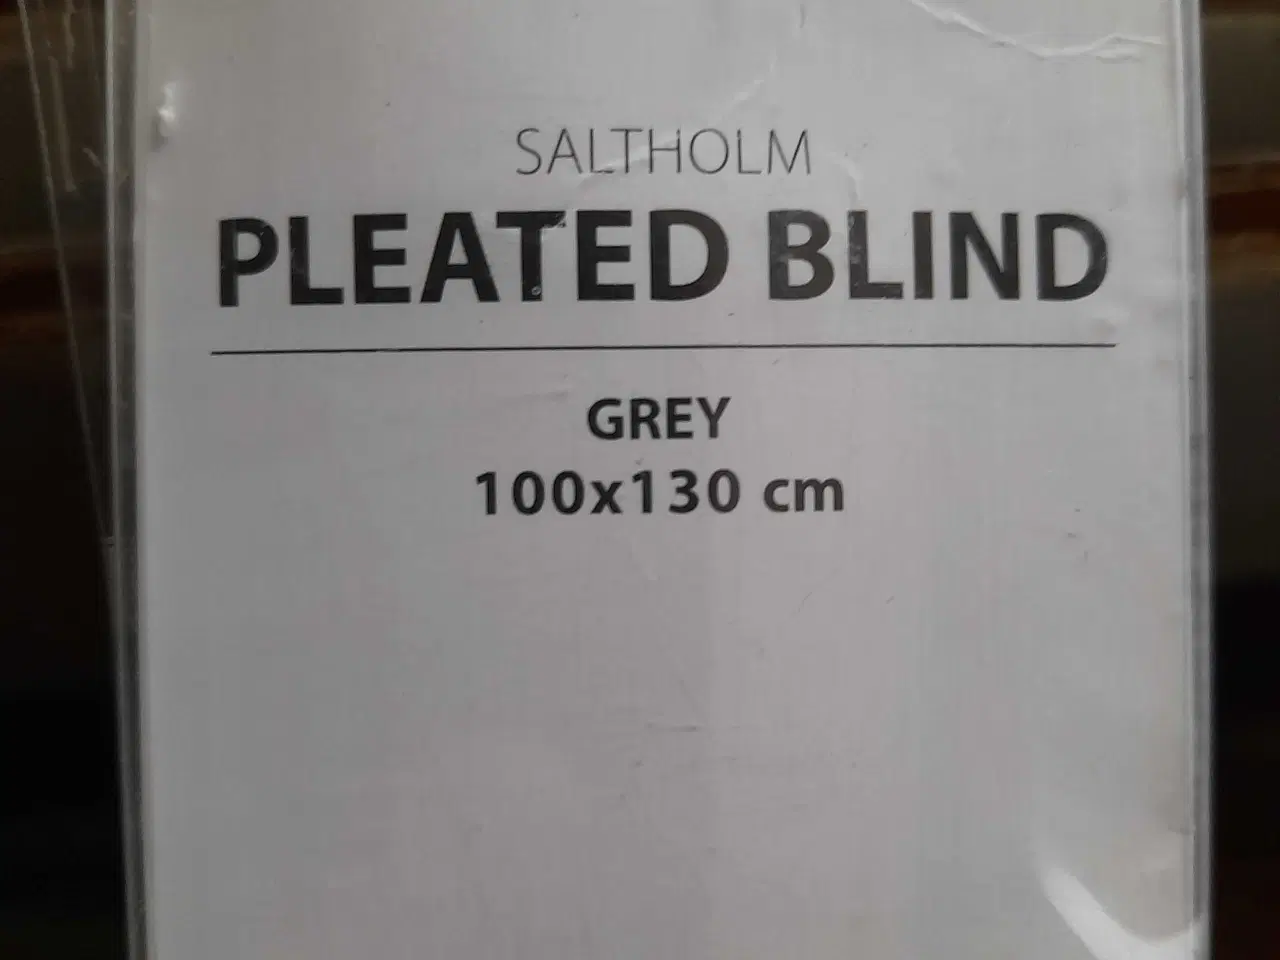 SALTHOLM
PLEATED BLIND
GREY
100x130 cm